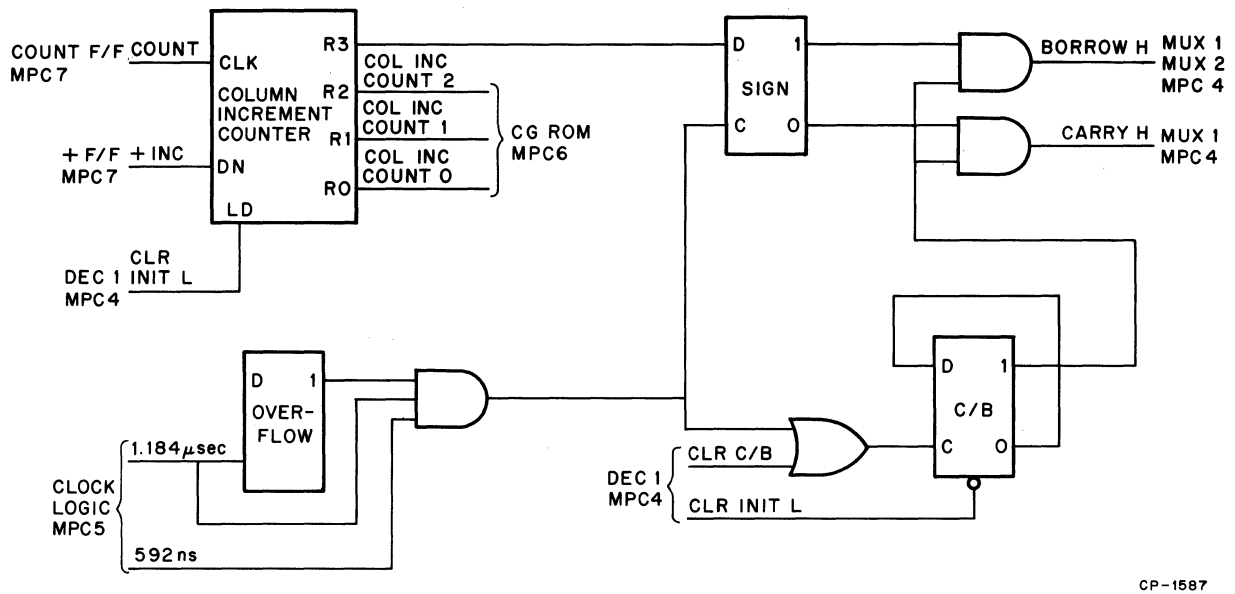 COUNT F/F COUNT
MPC7
CLK
COLUMN
INCREMENT
COUNTER
R3
R2
R1
R0
+ F/F + INC
MPC7
DN
LD
CLR
DEC 1 INIT L
MPC4
COL INC
COUNT 2
COL INC
COUNT 1
COL INC
COUNT 0
CG ROM
MPC6
D 1
SIGN
C 0
BORROW H
MUX 1
MUX 2
MPC 4
CARRY H
MUX 1
MPC4
D 1
OVER-
FLOW
1.184µsec
CLOCK
LOGIC
MPC5
592ns
CLR C/B
DEC 1
MPC4
CLR INIT L
D 1
C/B
C 0
CP-1587